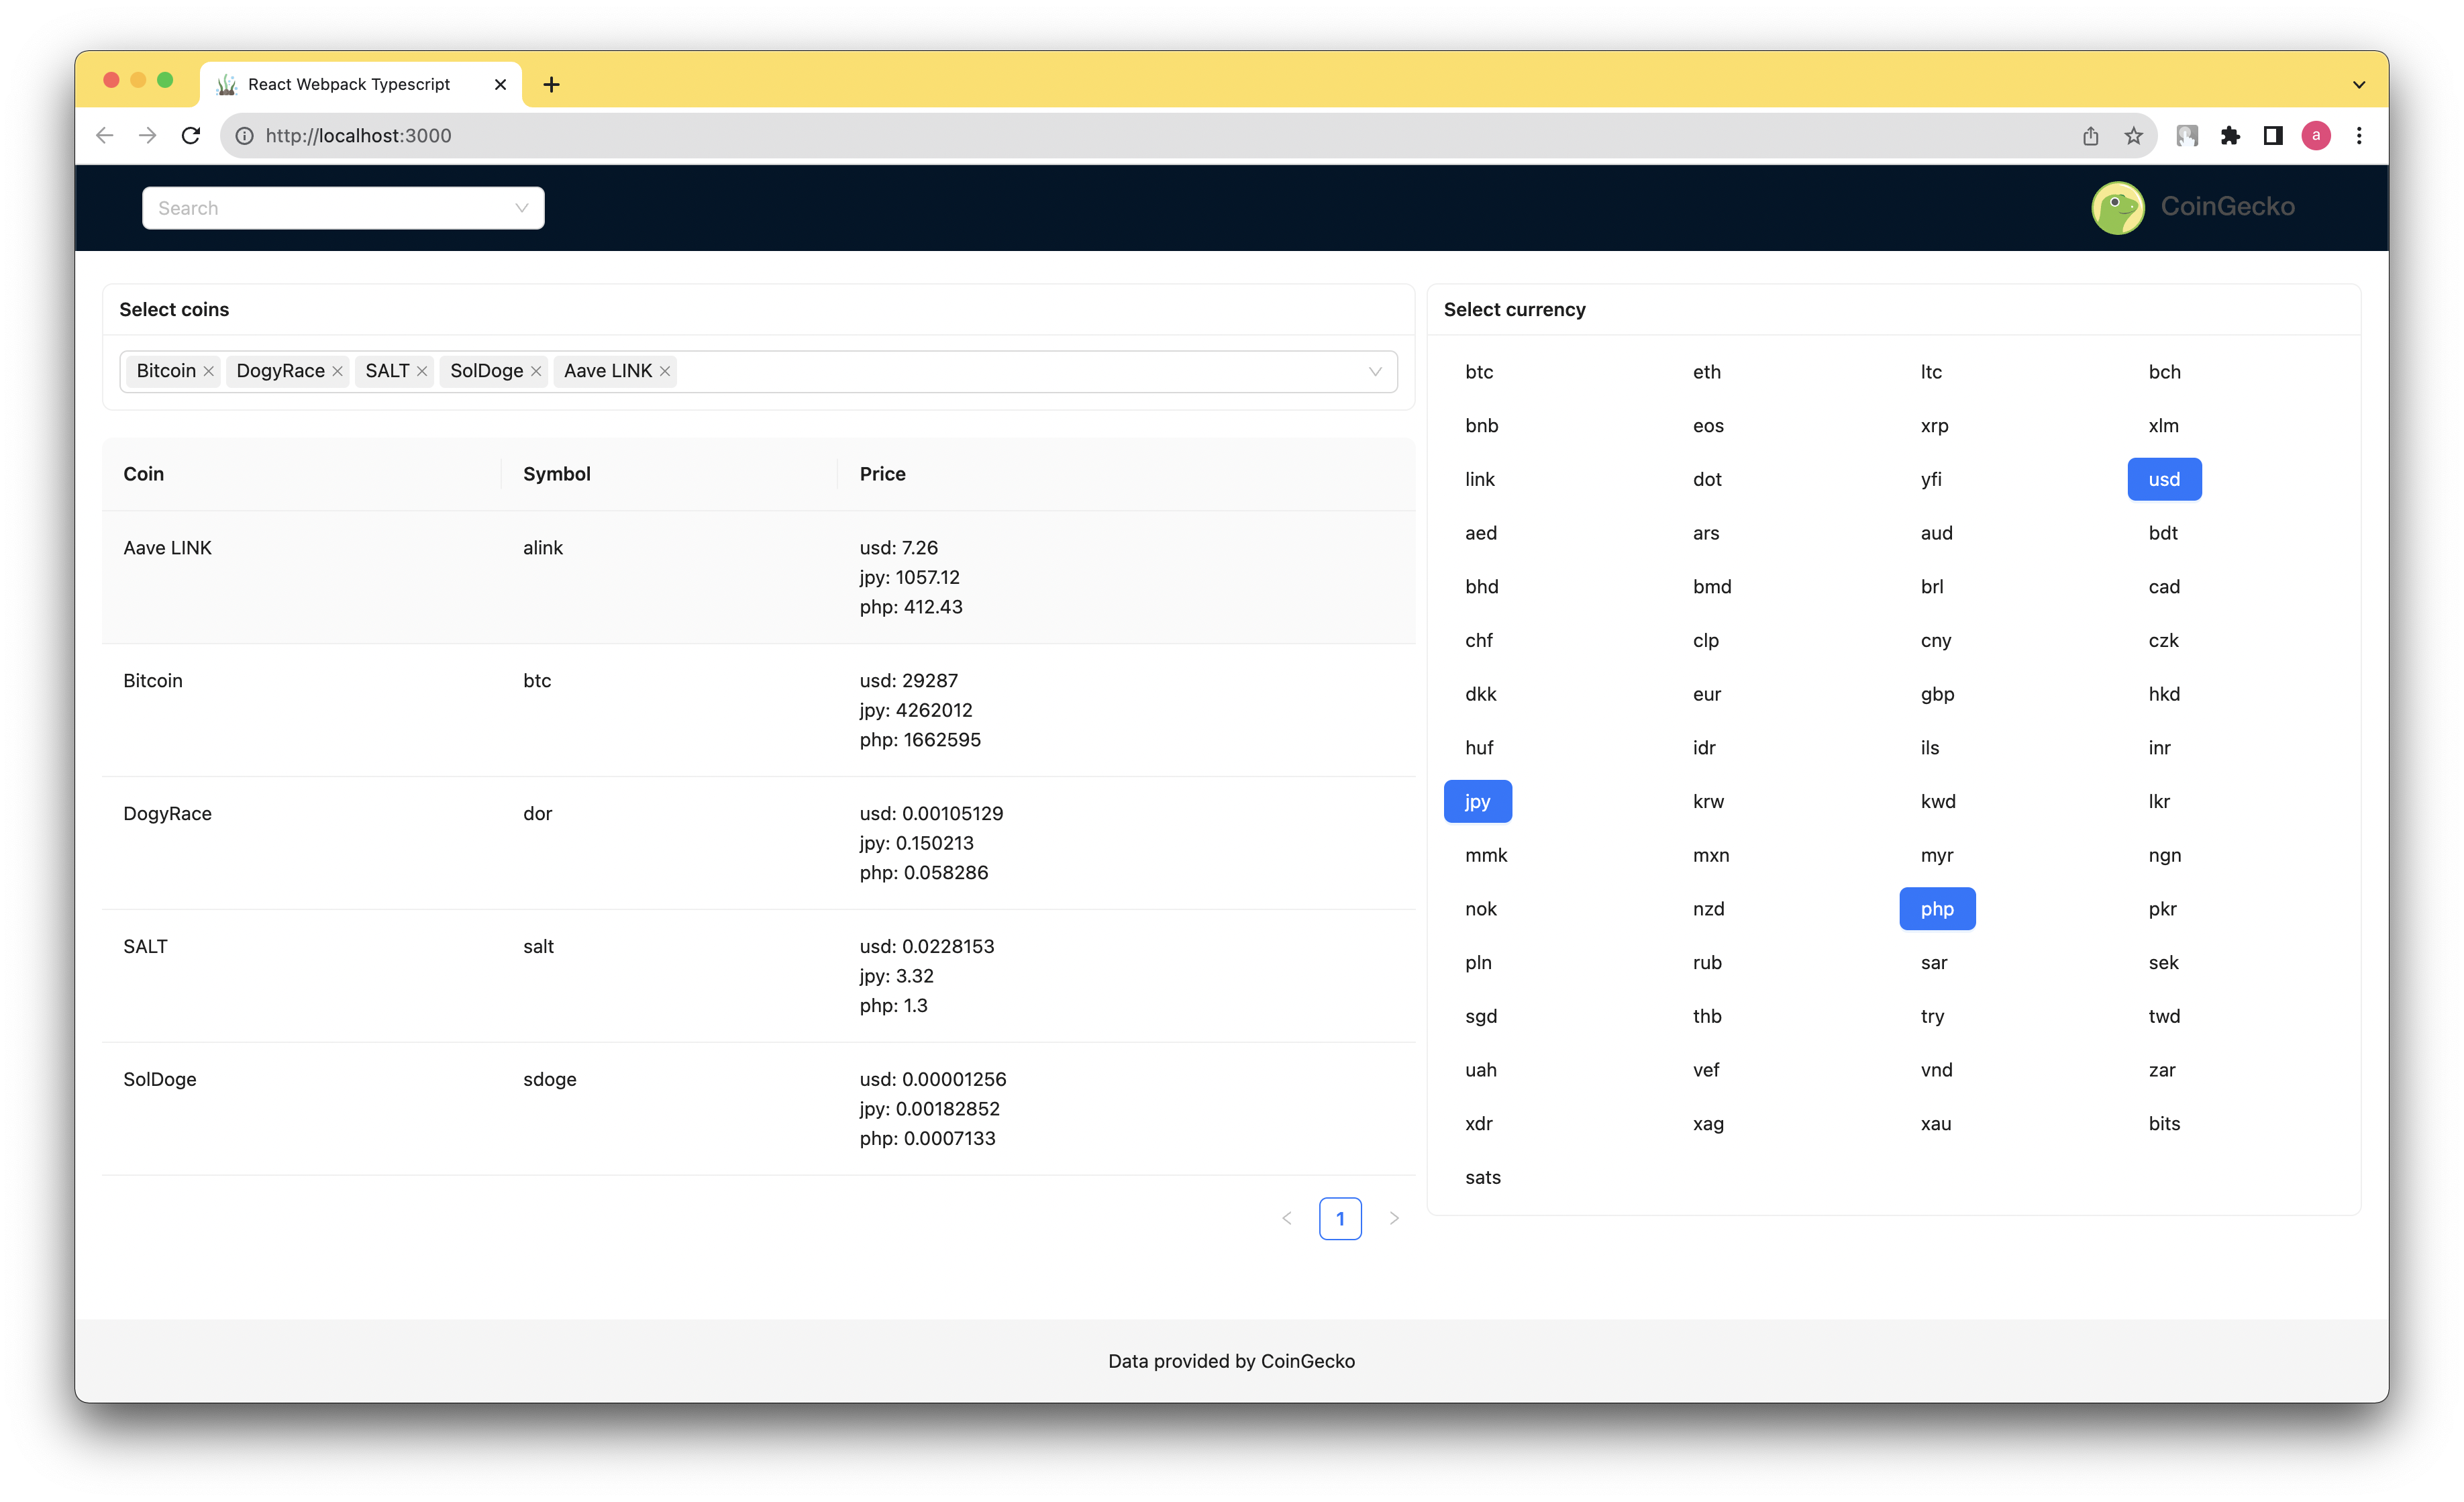 React Webpack Typescript
http://localhost:3000
a
Search
CoinGecko
Select coins
Bitcoin DogyRace SALT SolDoge Aave LINK
Coin Symbol Price
Aave LINK alink usd: 7.26
jpy: 1057.12
php: 412.43
Bitcoin btc usd: 29287
jpy: 4262012
php: 1662595
DogyRace dor usd: 0.00105129
jpy: 0.150213
php: 0.058286
SALT salt usd: 0.0228153
jpy: 3.32
php: 1.3
SolDoge sdoge usd: 0.00001256
jpy: 0.00182852
php: 0.0007133
1
Select currency
btc eth ltc bch
bnb eos xrp xlm
link dot yfi usd
aed ars aud bdt
bhd bmd brl cad
chf clp cny czk
dkk eur gbp hkd
huf idr ils inr
jpy krw kwd lkr
mmk mxn myr ngn
nok nzd php pkr
pln rub sar sek
sgd thb try twd
uah vef vnd zar
xdr xag xau bits
sats
Data provided by CoinGecko